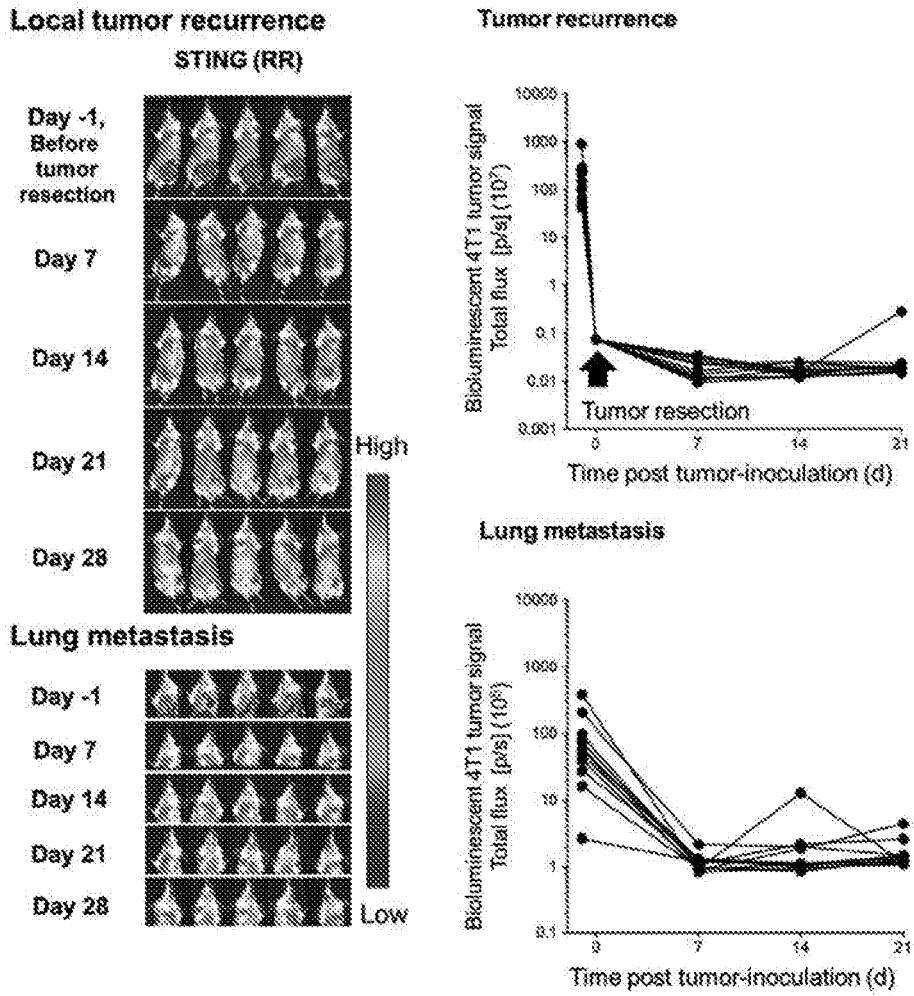 Local tumor recurrence
STING (RR)
Day -1,
Before
tumor
resection
Day 7
Day 14
Day 21
Day 28
High
Low
Lung metastasis
Day -1
Day 7
Day 14
Day 21
Day 28
Tumor recurrence
Bioluminescent 4T1 tumor signal
Total flux [p/s] (10⁷)
10000
1000
100
10
1
0.1
0.01
0.001
Tumor resection
0 7 14 21
Time post tumor-inoculation (d)
Lung metastasis
Bioluminescent 4T1 tumor signal
Total flux [p/s]
10000
1000
100
10
1
0.1
0 7 14 21
Time post tumor-inoculation (d)